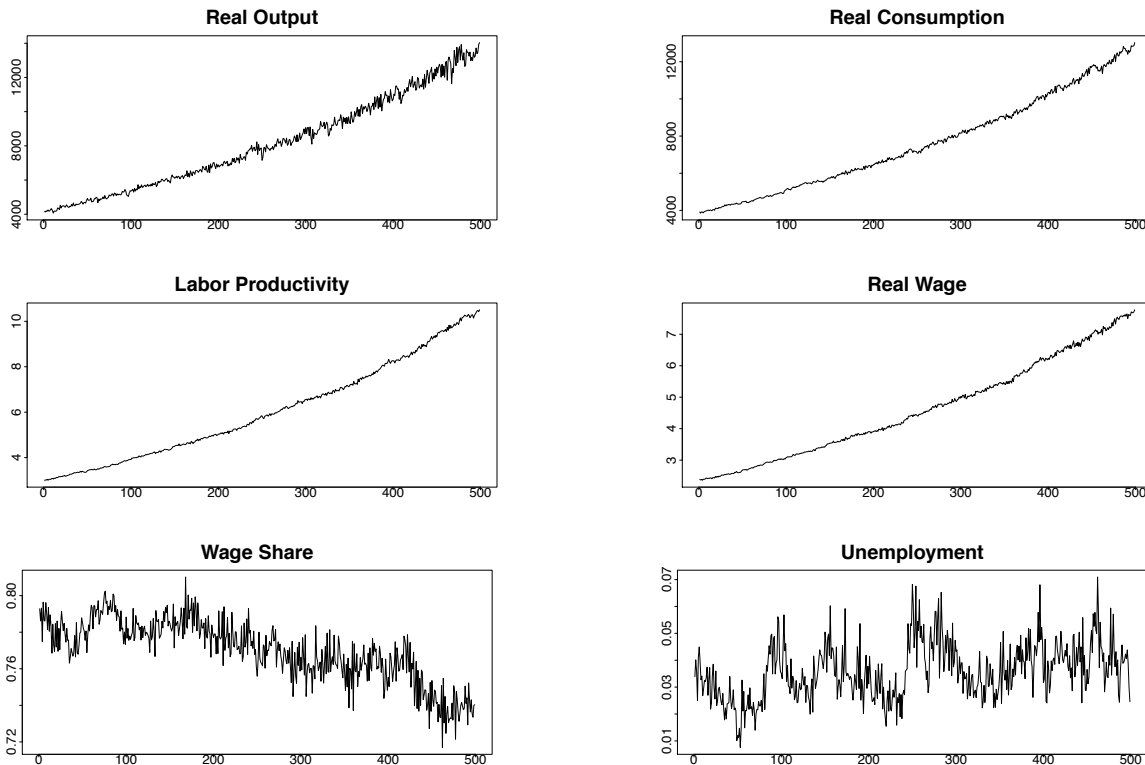 Real Output
4000 8000 12000
0 100 200 300 400 500
Real Consumption
4000 8000 12000
0 100 200 300 400 500
Labor Productivity
4 6 8 10
0 100 200 300 400 500
Real Wage
3 4 5 6 7
0 100 200 300 400 500
Wage Share
0.72 0.76 0.80
0 100 200 300 400 500
Unemployment
0.01 0.03 0.05 0.07
0 100 200 300 400 500